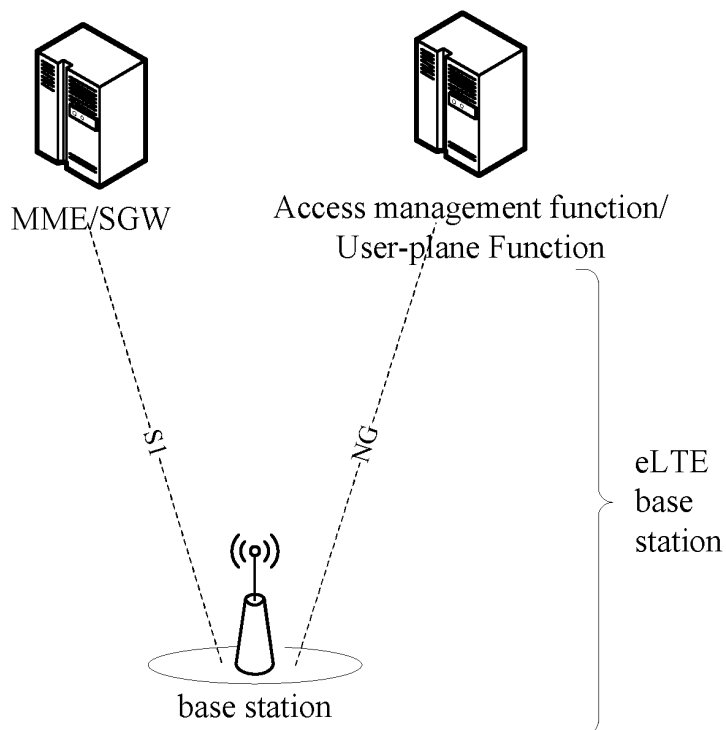 MME/SGW
Access management function/
User-plane Function
S1
NG
eLTE
base
station
base station